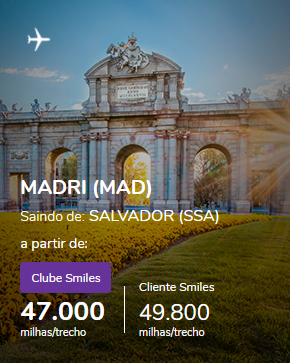 MADRI (MAD)
Saindo de: SALVADOR (SSA)
a partir de:
Clube Smiles
47.000
milhas/trecho
Cliente Smiles
49.800
milhas/trecho